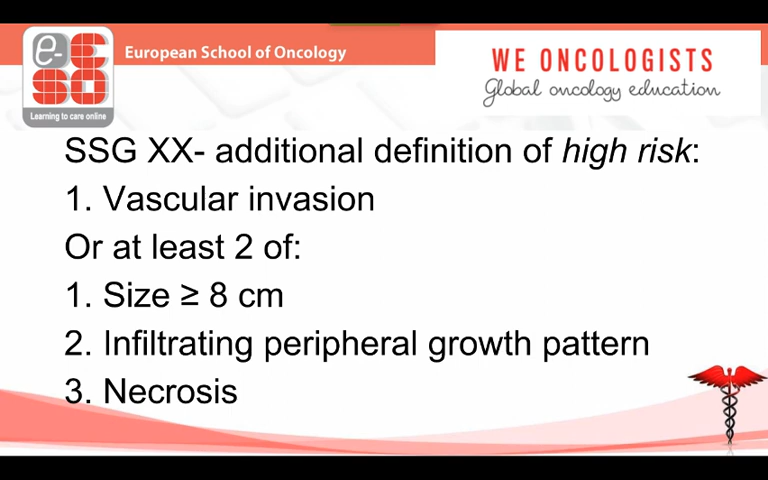 e-ESO
Learning to care online
European School of Oncology
WE ONCOLOGISTS
Global oncology education
SSG XX- additional definition of high risk:
1. Vascular invasion
Or at least 2 of:
1. Size ≥ 8 cm
2. Infiltrating peripheral growth pattern
3. Necrosis